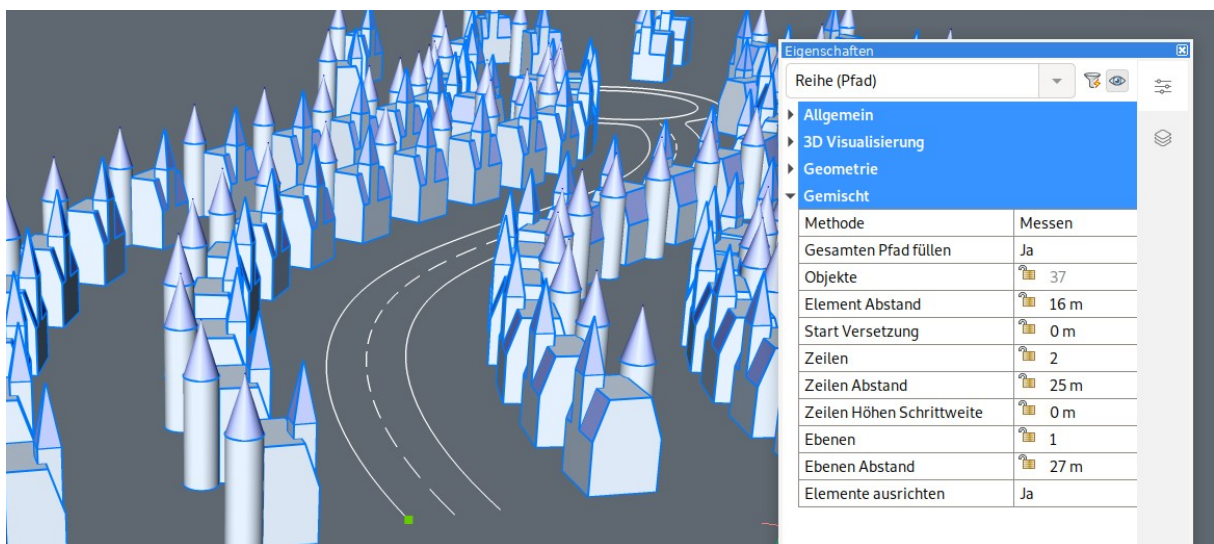 Eigenschaften
Reihe (Pfad)
Allgemein
3D Visualisierung
Geometrie
Gemischt
Methode Messen
Gesamten Pfad füllen Ja
Objekte 37
Element Abstand 16 m
Start Versetzung 0 m
Zeilen 2
Zeilen Abstand 25 m
Zeilen Höhen Schrittweite 0 m
Ebenen 1
Ebenen Abstand 27 m
Elemente ausrichten Ja